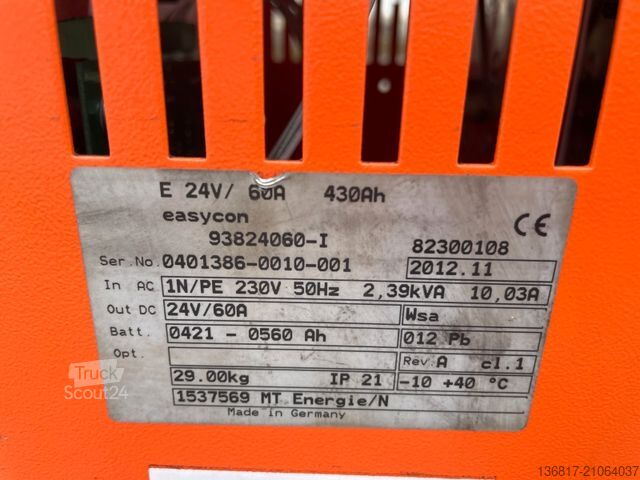 E 24V/ 60A 430Ah
easycon
93824060-I 82300108
Ser.No. 0401386-0010-001 2012.11
In AC 1N/PE 230V 50Hz 2,39kVA 10,03A
Out DC 24V/60A Wsa
Batt. 0421 - 0560 Ah 012 Pb
Opt. Rev. A cl.1
29.00kg IP 21 -10 +40 °C
1537569 MT Energie/N
Made in Germany
CE
Truck
Scout24
136817-21064037